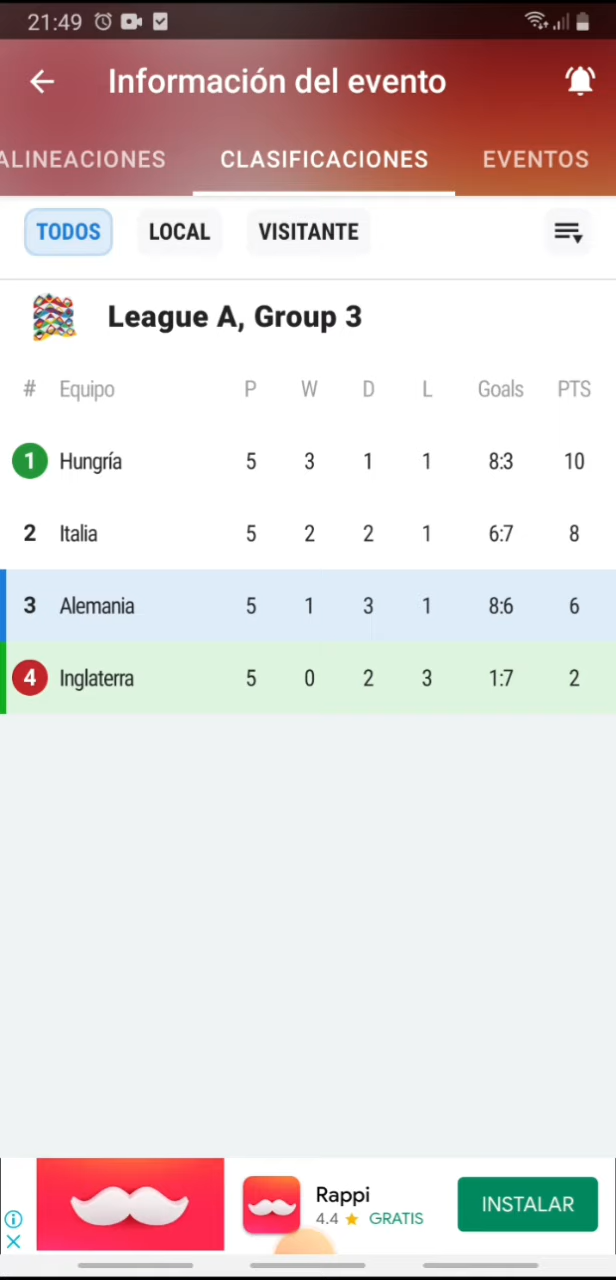 21:49
Información del evento
ALINEACIONES CLASIFICACIONES EVENTOS
TODOS LOCAL VISITANTE
League A, Group 3
# Equipo P W D L Goals PTS
1 Hungría 5 3 1 1 8:3 10
2 Italia 5 2 2 1 6:7 8
3 Alemania 5 1 3 1 8:6 6
4 Inglaterra 5 0 2 3 1:7 2
Rappi
4.4 ★ GRATIS
INSTALAR